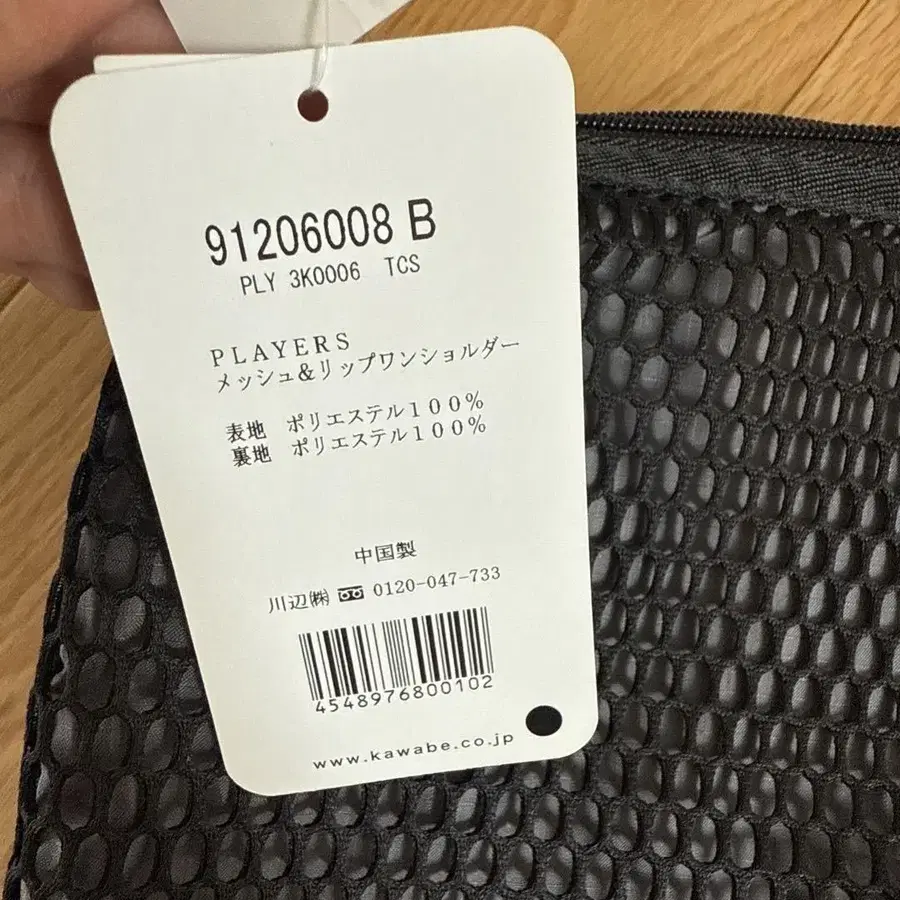 91206008 B
PLY 3K0006 TCS
PLAYERS
メッシュ&リップワンショルダー
表地 ポリエステル100%
裏地 ポリエステル100%
中国製
川辺㈱ 0120-047-733
4548976800102
www.kawabe.co.jp